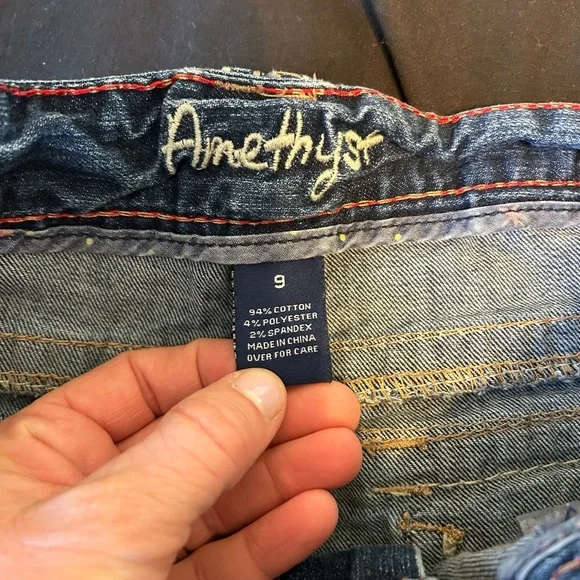 Amethyst
9
94% COTTON
4% POLYESTER
2% SPANDEX
MADE IN CHINA
OVER FOR CARE